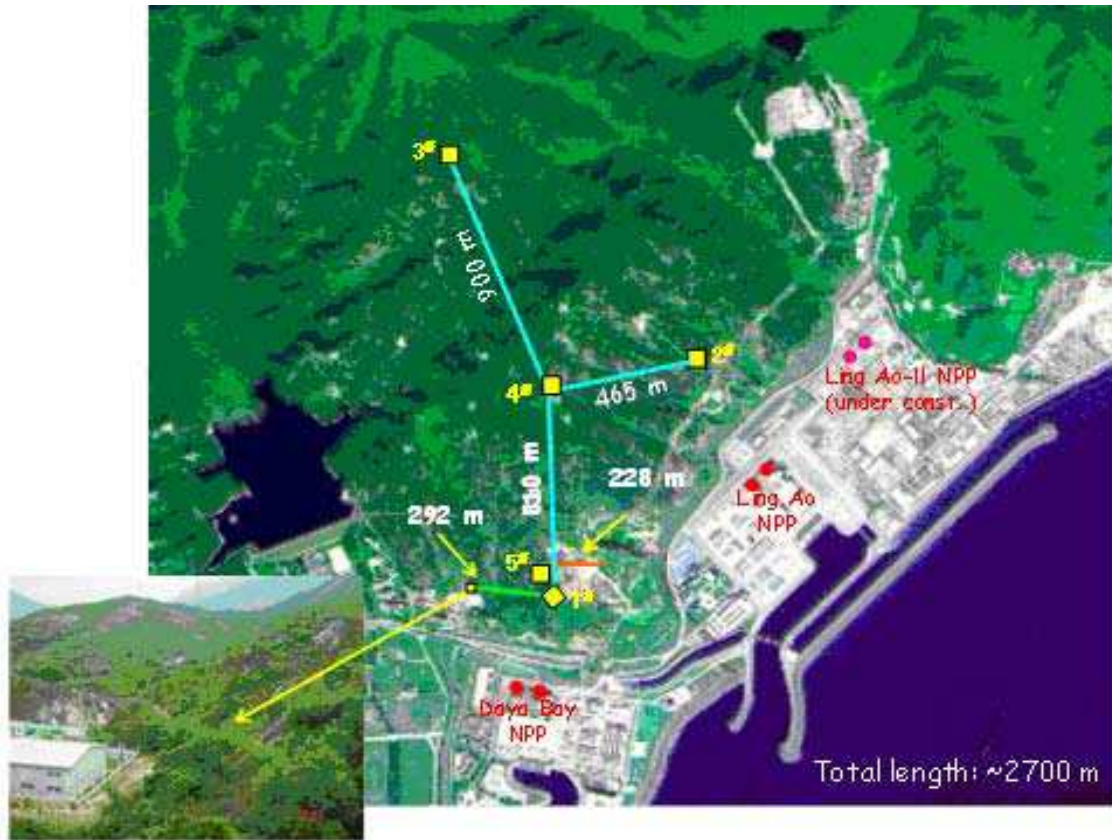 3#
900 m
4#
2#
465 m
Ling Ao-II NPP
(under const.)
228 m
Ling Ao
NPP
292 m
5#
1#
Daya Bay
NPP
Total length: ~2700 m